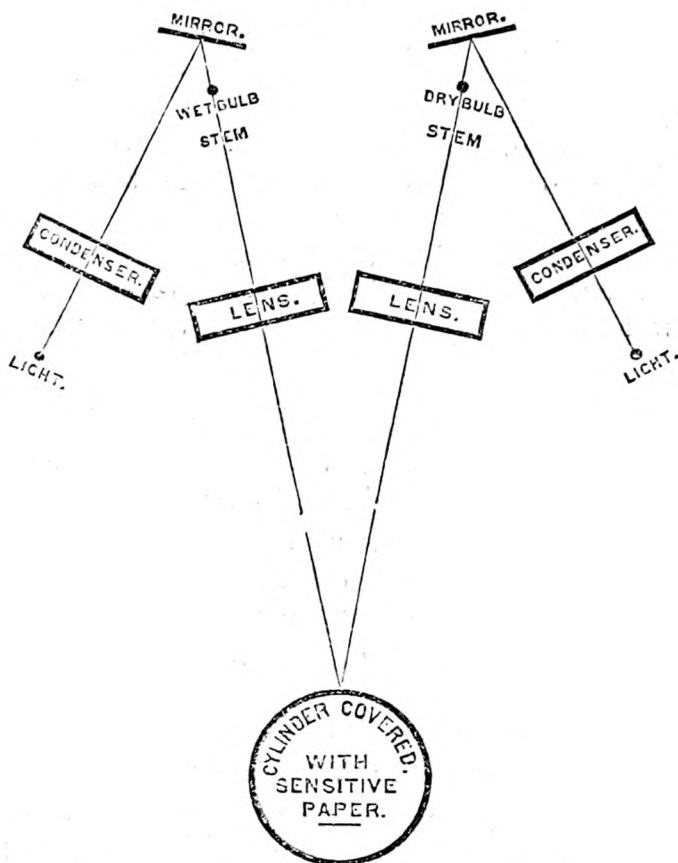 MIRROR.
MIRROR.
WET BULB
STEM
DRY BULB
STEM
CONDENSER.
CONDENSER.
LENS.
LENS.
LIGHT.
LIGHT.
CYLINDER COVERED.
WITH
SENSITIVE
PAPER.